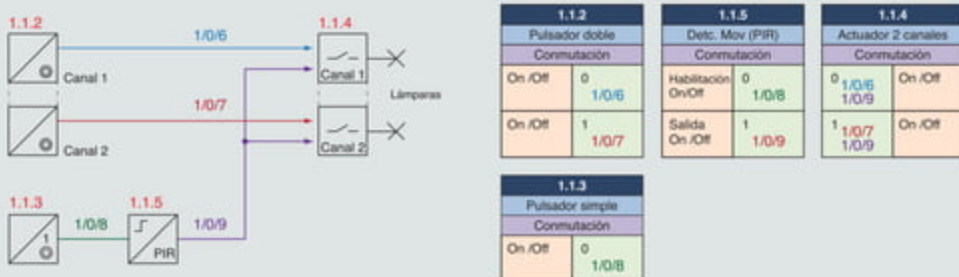 1.1.2
1/0/6
1.1.4
Canal 1
Canal 1
Lámparas
1/0/7
Canal 2
Canal 2
1.1.3
1.1.5
1
1/0/8
PIR
1/0/9
1.1.2
Pulsador doble
Conmutación
On /Off
0
1/0/6
On /Off
1
1/0/7
1.1.5
Detc. Mov (PIR)
Conmutación
Habilitación
On/Off
0
1/0/8
Salida
On /Off
1
1/0/9
1.1.4
Actuador 2 canales
Conmutación
0 1/0/6
1/0/9
On /Off
1 1/0/7
1/0/9
On /Off
1.1.3
Pulsador simple
Conmutación
On /Off
0
1/0/8